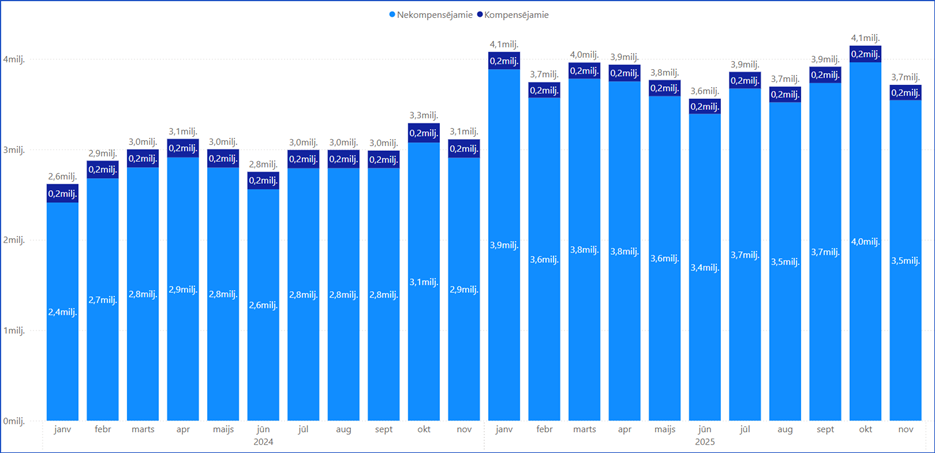 Nekompensējamie Kompensējamie
4,1milj. 4,1milj.
4milj. 4,0milj. 3,9milj. 3,9milj. 3,9milj.
3,7milj. 3,8milj. 3,6milj. 3,7milj. 3,7milj.
0,2milj. 0,2milj. 0,2milj. 0,2milj. 0,2milj. 0,2milj. 0,2milj. 0,2milj. 0,2milj. 0,2milj. 0,2milj.
3,3milj.
2,6milj. 2,9milj. 3,0milj. 3,1milj. 3,0milj. 2,8milj. 3,0milj. 3,0milj. 3,0milj. 3,1milj.
3milj.
0,2milj. 0,2milj. 0,2milj. 0,2milj. 0,2milj. 0,2milj. 0,2milj. 0,2milj. 0,2milj. 0,2milj. 0,2milj.
2milj.
3,9milj. 3,6milj. 3,8milj. 3,8milj. 3,6milj. 3,4milj. 3,7milj. 3,5milj. 3,7milj. 4,0milj. 3,5milj.
2,4milj. 2,7milj. 2,8milj. 2,9milj. 2,8milj. 2,6milj. 2,8milj. 2,8milj. 2,8milj. 3,1milj. 2,9milj.
1milj.
0milj.
janv febr marts apr maijs jūn jūl aug sept okt nov janv febr marts apr maijs jūn jūl aug sept okt nov
2024 2025